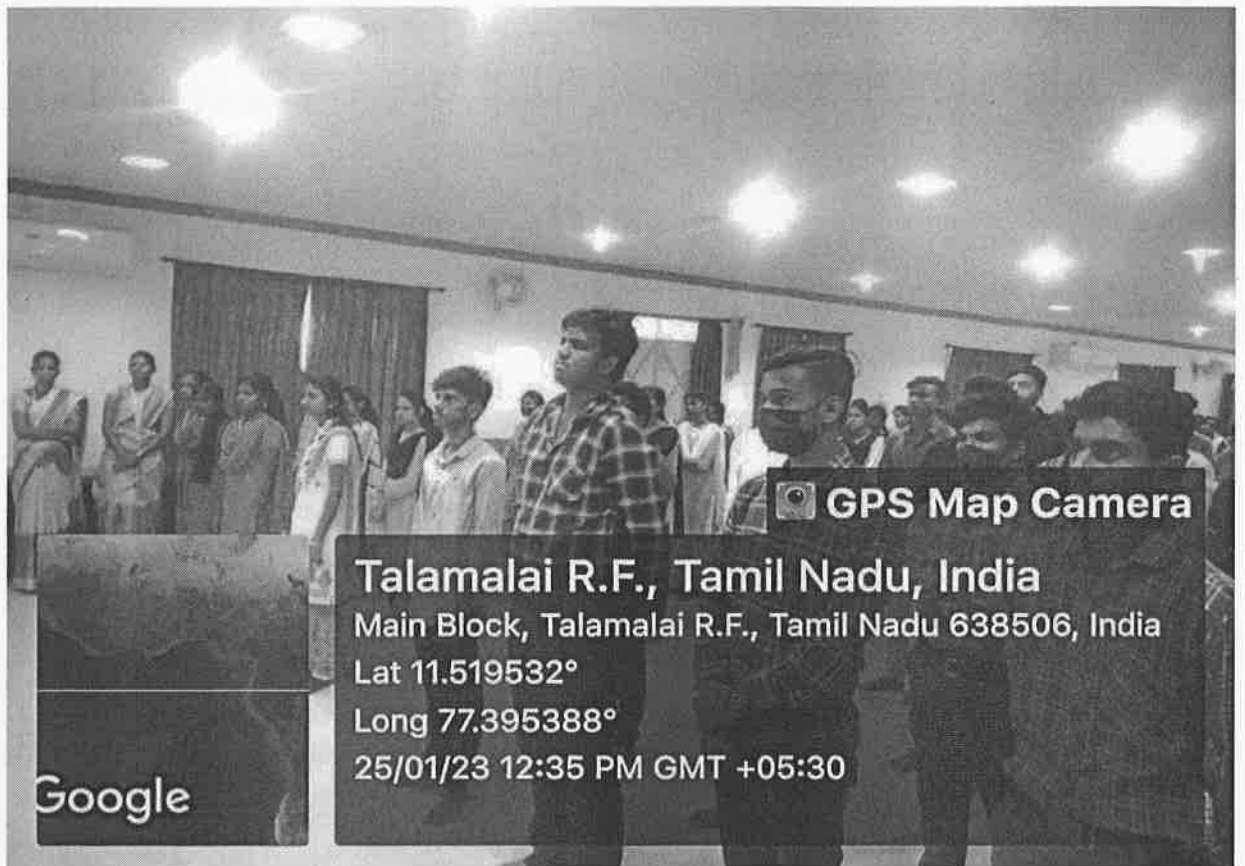 GPS Map Camera
Talamalai R.F., Tamil Nadu, India
Main Block, Talamalai R.F., Tamil Nadu 638506, India
Lat 11.519532°
Long 77.395388°
25/01/23 12:35 PM GMT +05:30
Google